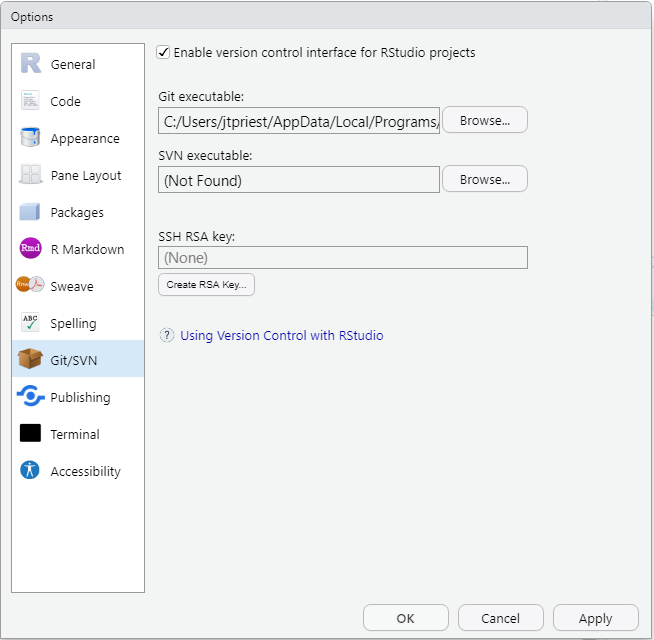 Options
General
Code
Appearance
Pane Layout
Packages
Rmd R Markdown
Sweave
ABC Spelling
Git/SVN
Publishing
Terminal
Accessibility
Enable version control interface for RStudio projects
Git executable:
C:/Users/jtpriest/AppData/Local/Programs/
Browse...
SVN executable:
(Not Found)
Browse...
SSH RSA key:
(None)
Create RSA Key...
? Using Version Control with RStudio
OK
Cancel
Apply